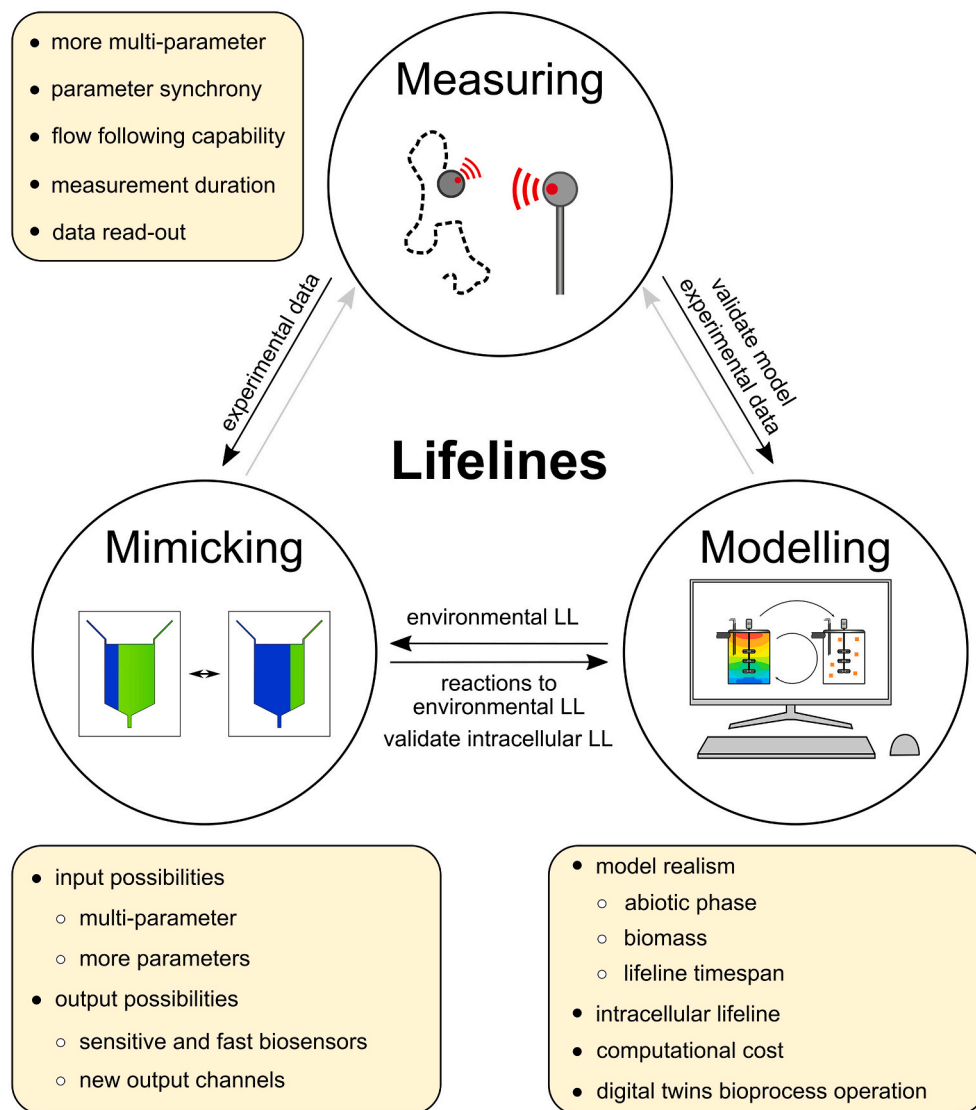 • more multi-parameter
• parameter synchrony
• flow following capability
• measurement duration
• data read-out
Measuring
experimental data
validate model
experimental data
Lifelines
Mimicking
Modelling
environmental LL
reactions to
environmental LL
validate intracellular LL
• input possibilities
○ multi-parameter
○ more parameters
• output possibilities
○ sensitive and fast biosensors
○ new output channels
• model realism
○ abiotic phase
○ biomass
○ lifeline timespan
• intracellular lifeline
• computational cost
• digital twins bioprocess operation